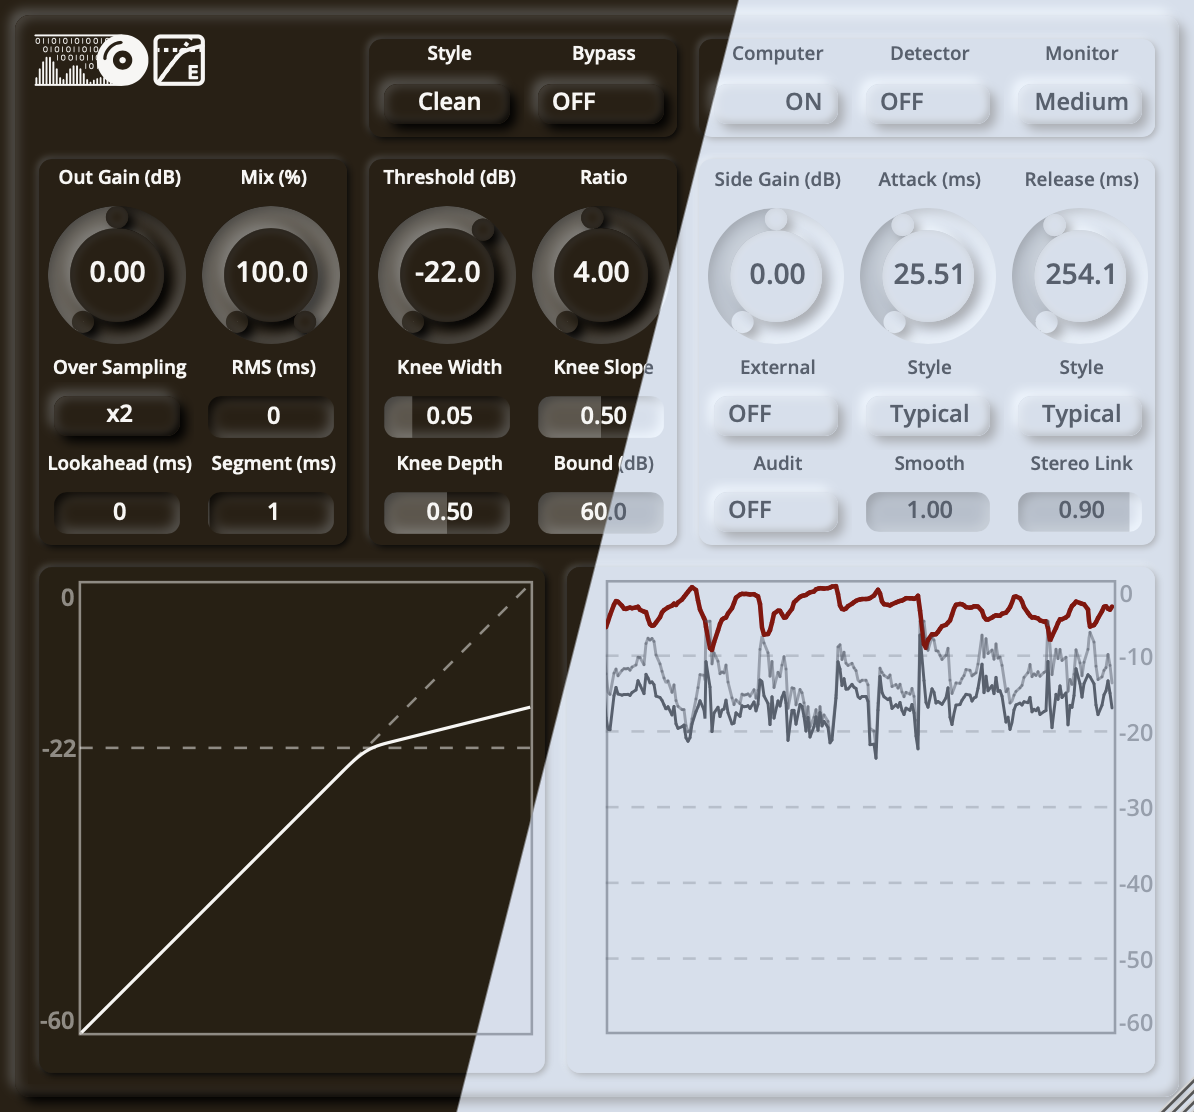 Style Bypass Computer Detector Monitor
Clean OFF ON OFF Medium
E
Out Gain (dB) Mix (%) Threshold (dB) Ratio Side Gain (dB) Attack (ms) Release (ms)
0.00 100.0 -22.0 4.00 0.00 25.51 254.1
Over Sampling RMS (ms) Knee Width Knee Slope External Style Style
x2 0 0.05 0.50 OFF Typical Typical
Lookahead (ms) Segment (ms) Knee Depth Bound (dB) Audit Smooth Stereo Link
0 1 0.50 60.0 OFF 1.00 0.90
0
-22
-60
0
-10
-20
-30
-40
-50
-60